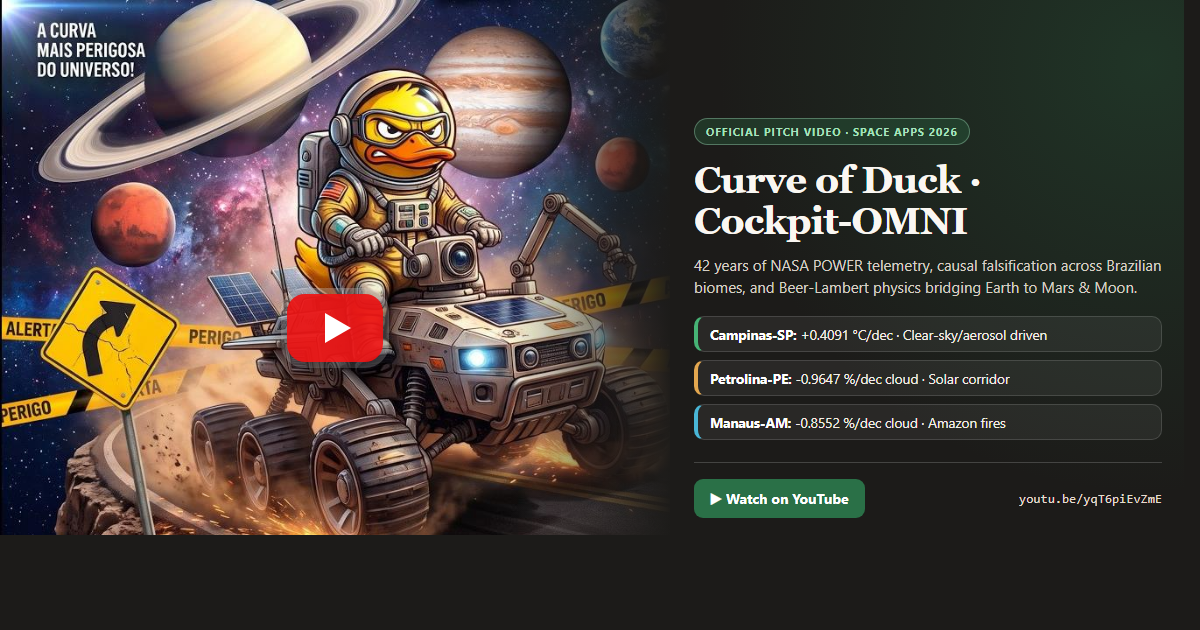 A CURVA
MAIS PERIGOSA
DO UNIVERSO!
ALERT
PERIGO
ERIGO
TA
PERIGO
OFFICIAL PITCH VIDEO · SPACE APPS 2026
Curve of Duck ·
Cockpit-OMNI
42 years of NASA POWER telemetry, causal falsification across Brazilian
biomes, and Beer-Lambert physics bridging Earth to Mars & Moon.
Campinas-SP: +0.4091 °C/dec · Clear-sky/aerosol driven
Petrolina-PE: -0.9647 %/dec cloud · Solar corridor
Manaus-AM: -0.8552 %/dec cloud · Amazon fires
▶ Watch on YouTube
youtu.be/yqT6piEvZmE